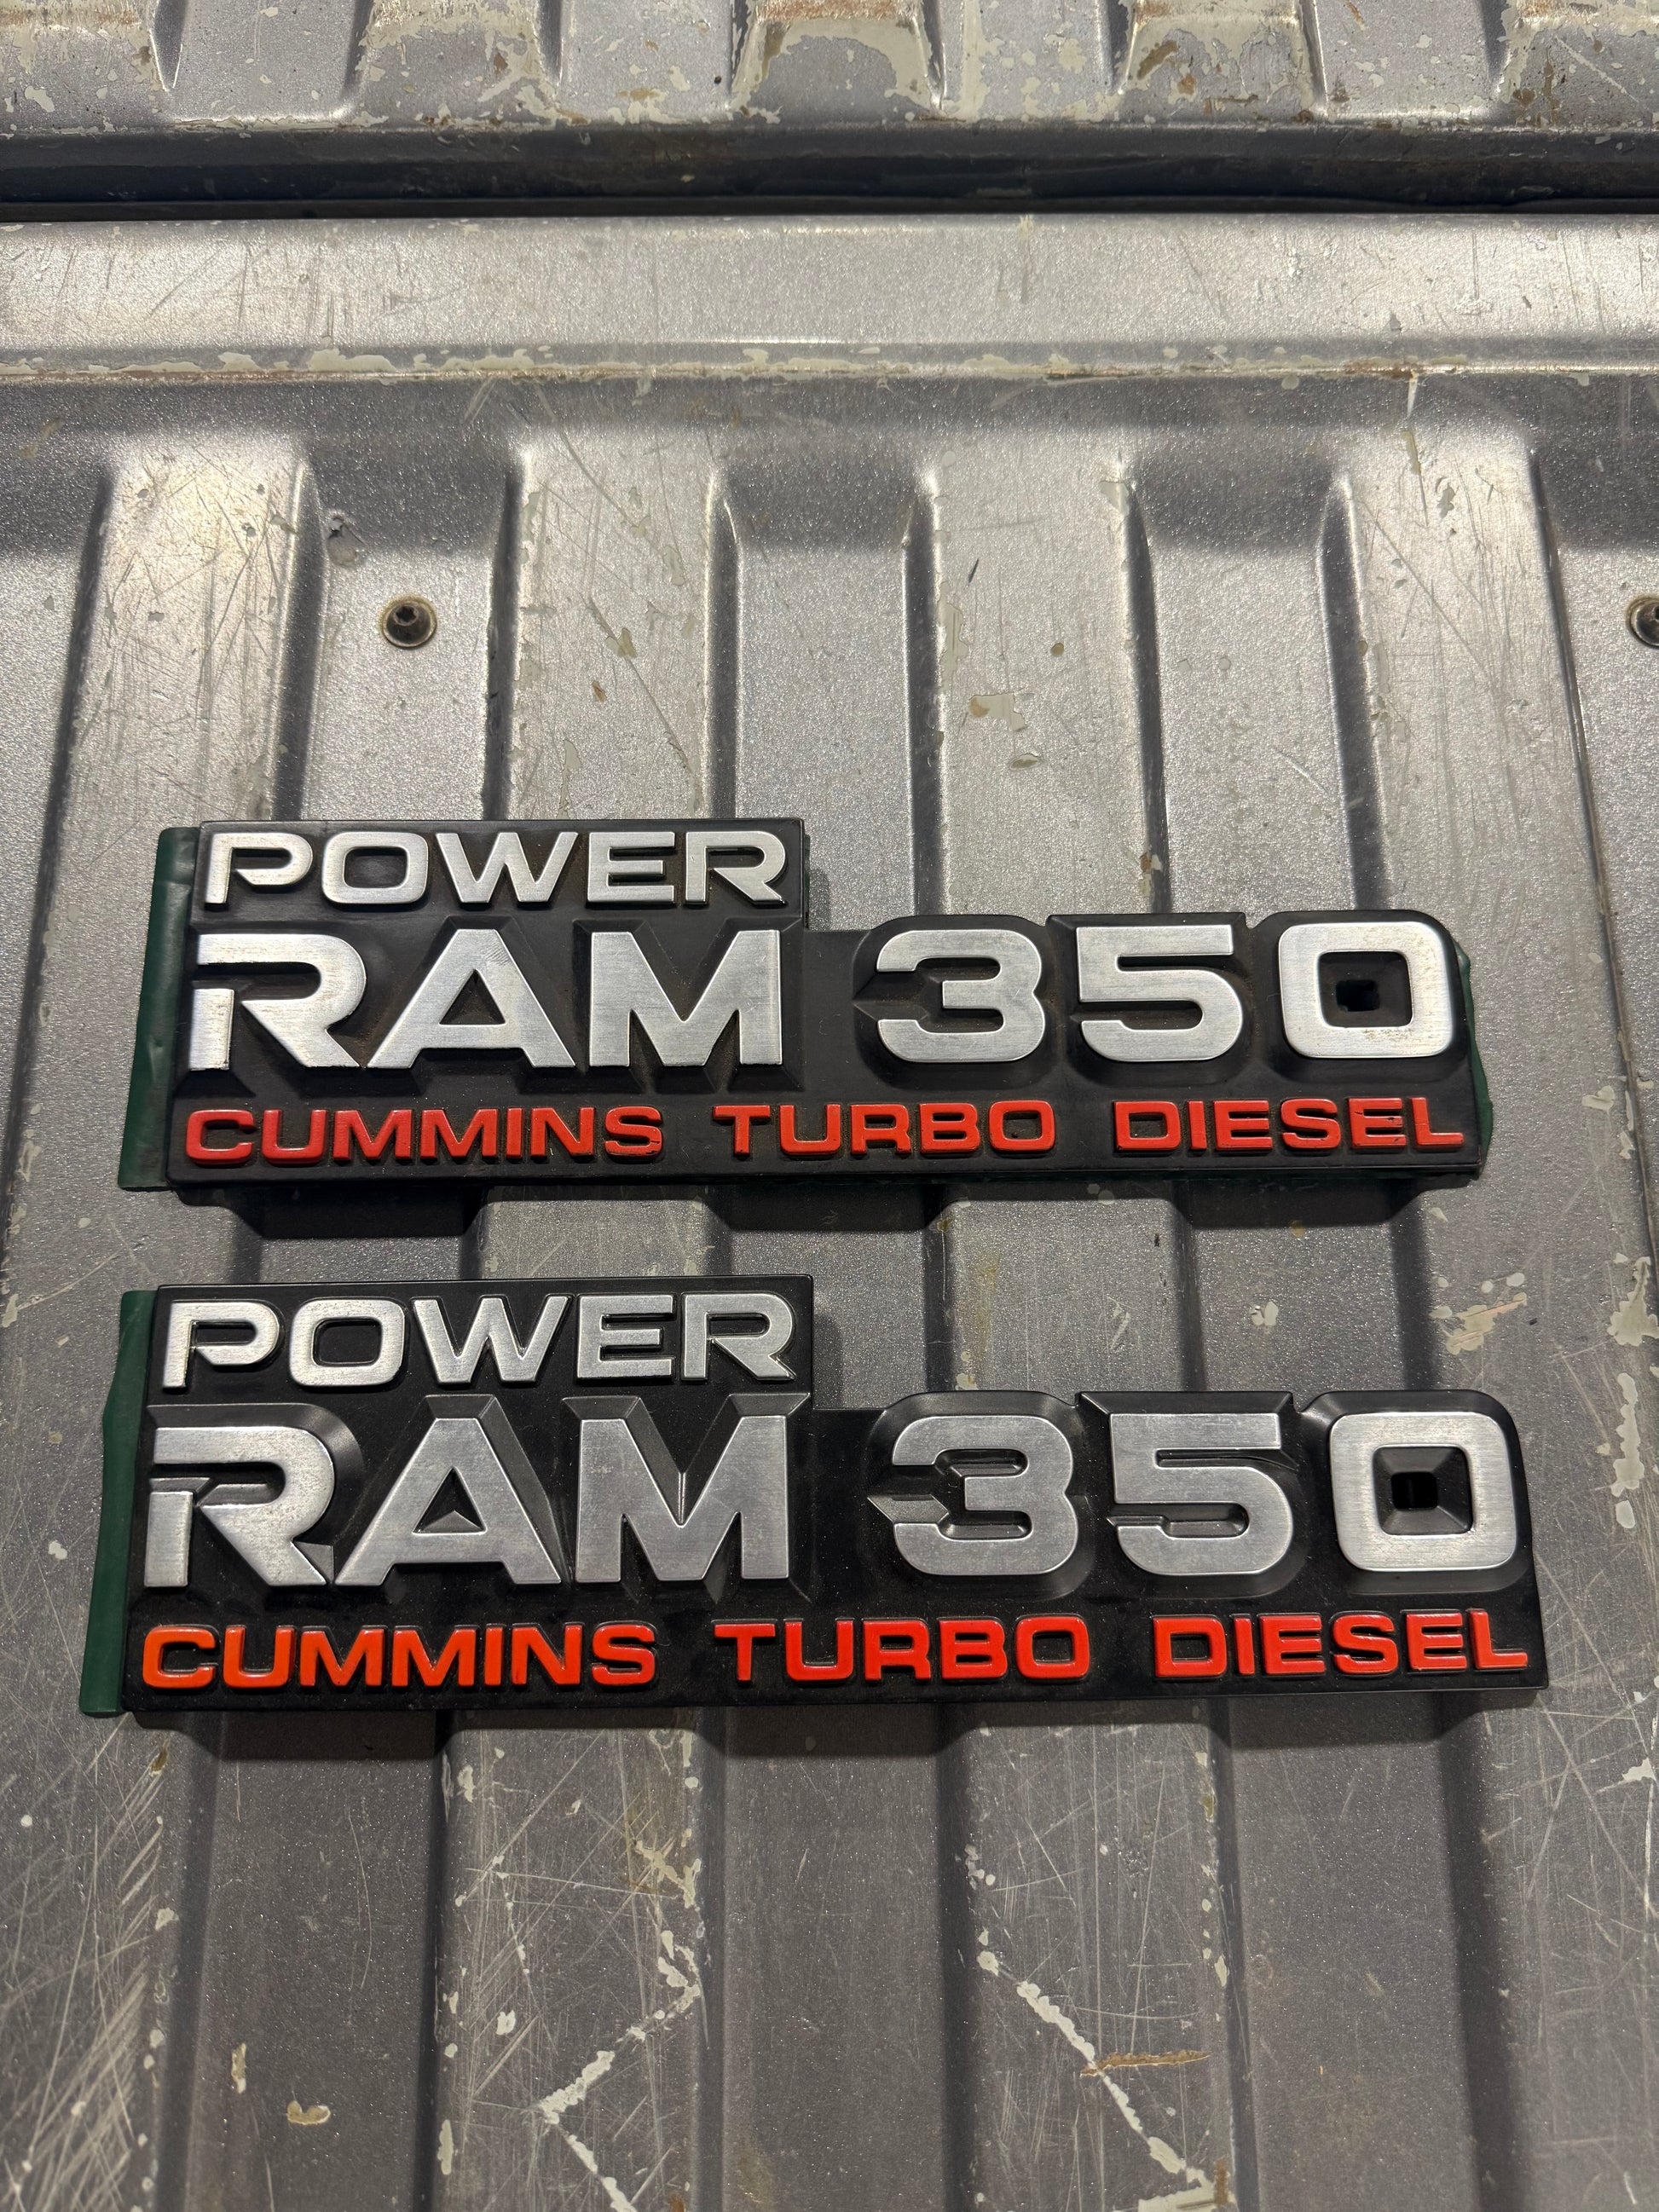 POWER
RAM 350
CUMMINS TURBO DIESEL
POWER
RAM 350
CUMMINS TURBO DIESEL